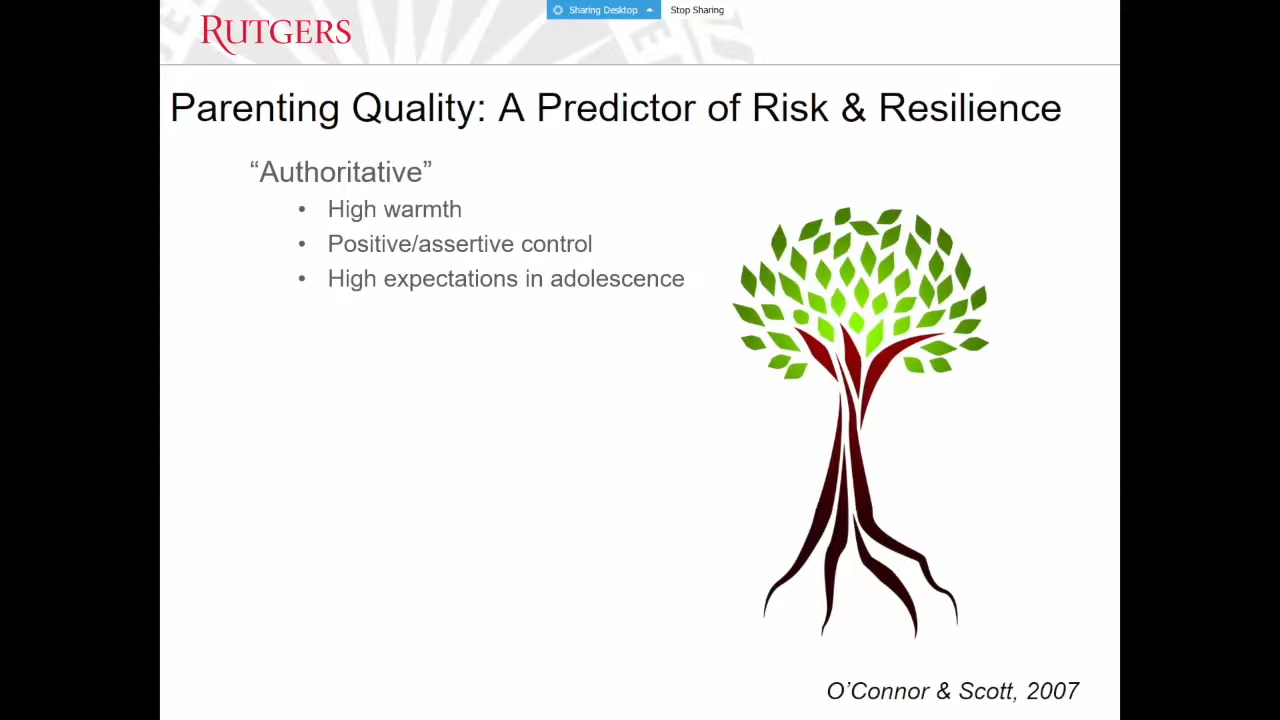 Sharing Desktop Stop Sharing
RUTGERS
Parenting Quality: A Predictor of Risk & Resilience
“Authoritative”
• High warmth
• Positive/assertive control
• High expectations in adolescence
O’Connor & Scott, 2007